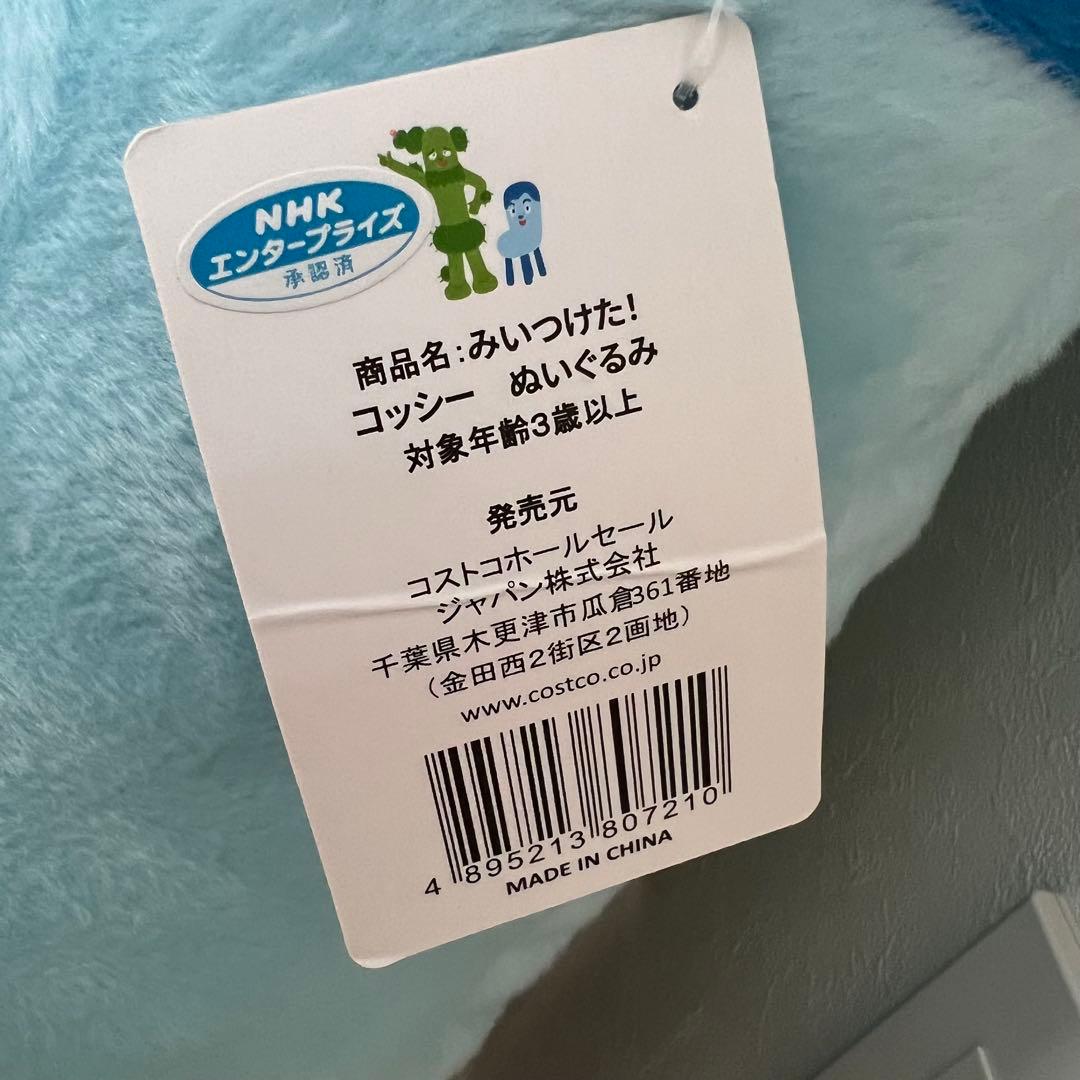 NHK
エンタープライズ
承認済
商品名:みいつけた!
コッシー ぬいぐるみ
対象年齢3歳以上
発売元
コストコホールセール
ジャパン株式会社
千葉県木更津市瓜倉361番地
(金田西2街区2画地)
www.costco.co.jp
4 895213 807210
MADE IN CHINA